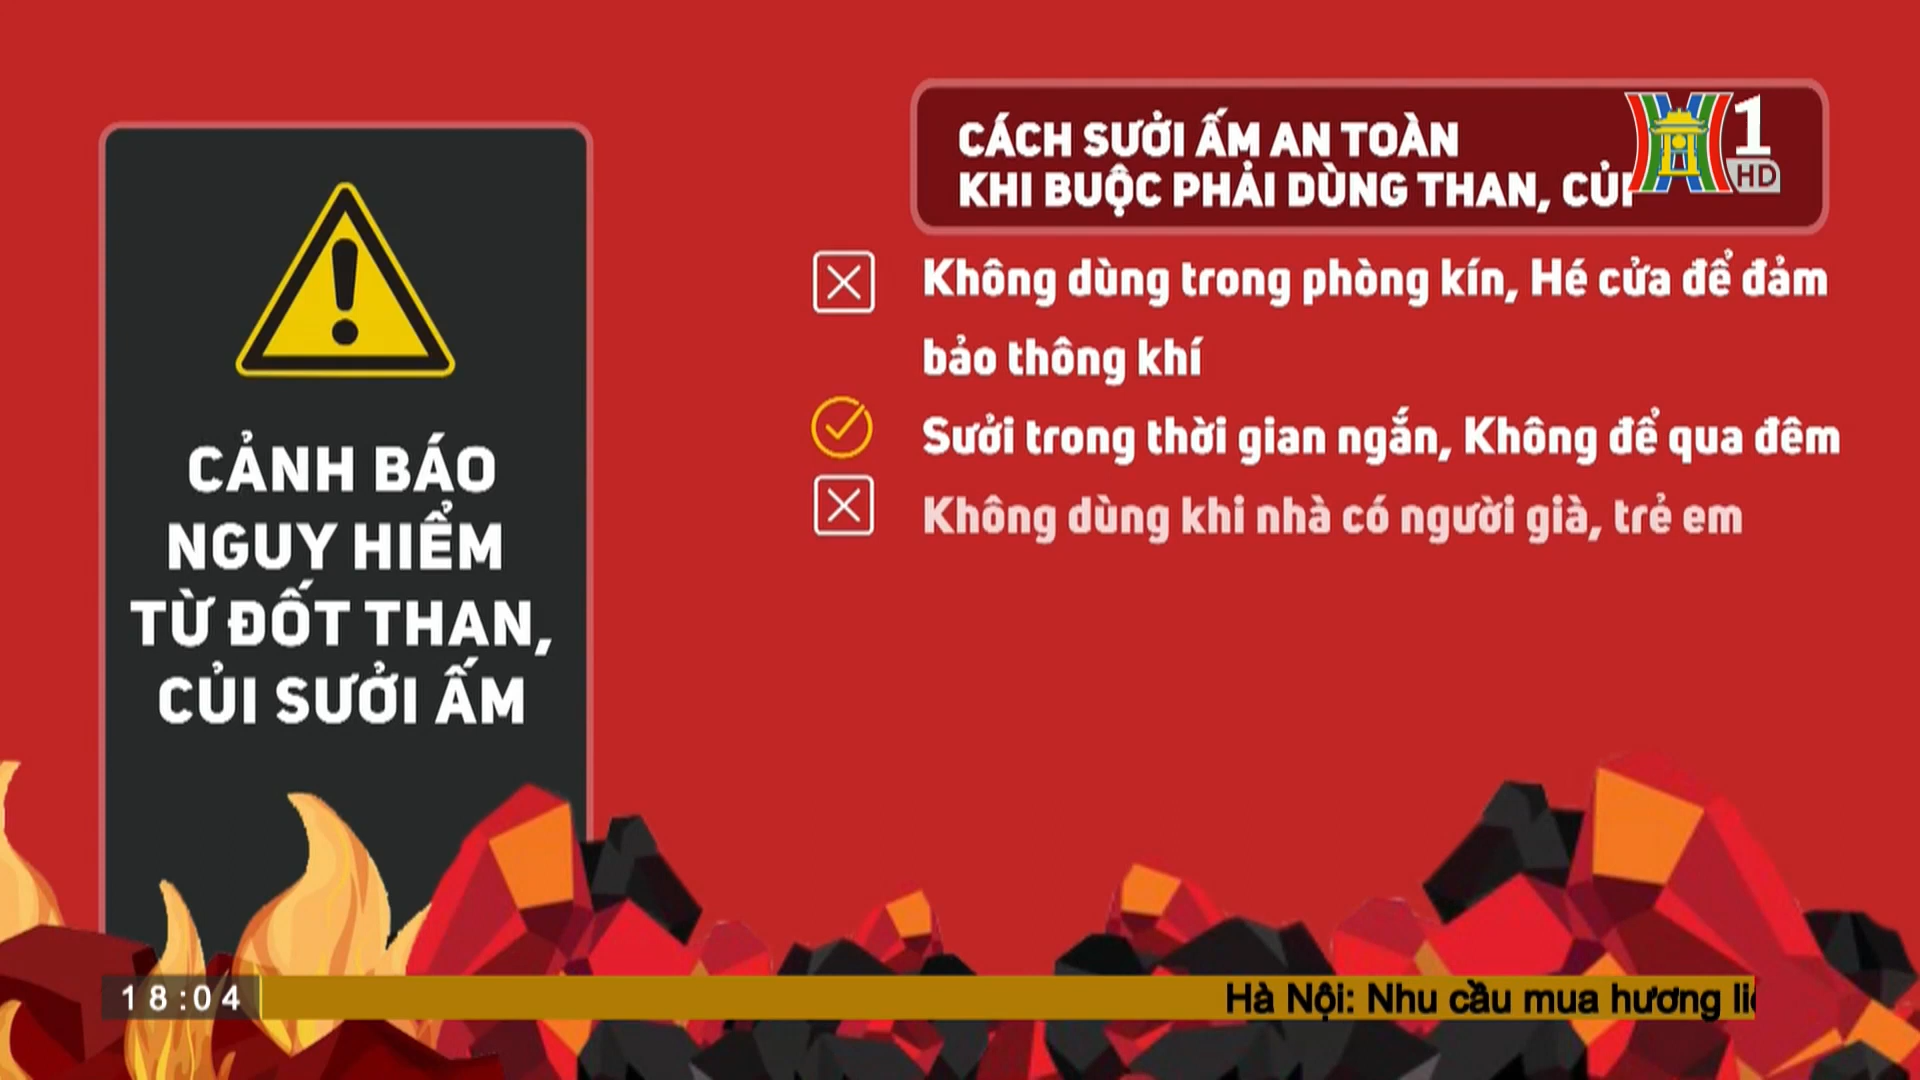 CẢNH BÁO
NGUY HIỂM
TỪ ĐỐT THAN,
CỦI SƯỞI ẤM
CÁCH SƯỞI ẤM AN TOÀN
KHI BUỘC PHẢI DÙNG THAN, CỦI
1
HD
Không dùng trong phòng kín, Hé cửa để đảm
bảo thông khí
Sưởi trong thời gian ngắn, Không để qua đêm
Không dùng khi nhà có người già, trẻ em
18:04
Hà Nội: Nhu cầu mua hương